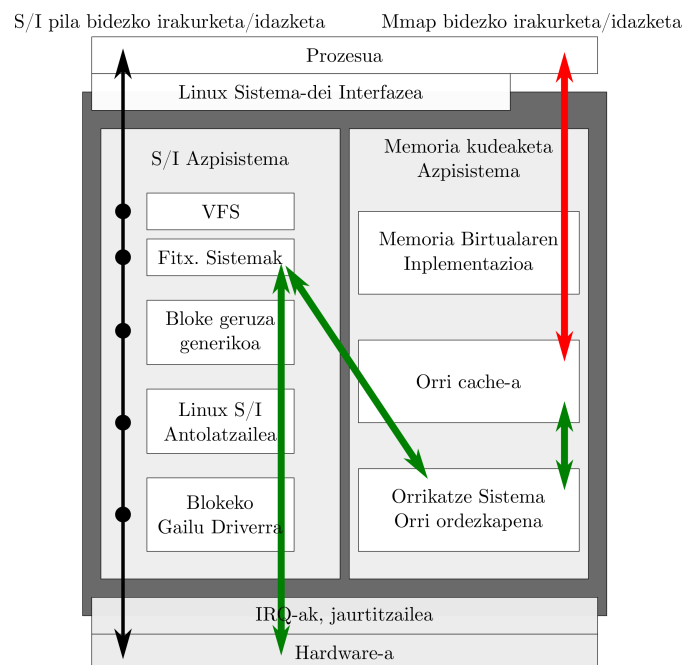 S/I pila bidezko irakurketa/idazketa
Mmap bidezko irakurketa/idazketa
Prozesua
Linux Sistema-dei Interfazea
S/I Azpisistema
VFS
Fitx. Sistemak
Bloke geruza
generikoa
Linux S/I
Antolatzailea
Blokeko
Gailu Driverra
Memoria kudeaketa
Azpisistema
Memoria Birtualaren
Inplementazioa
Orri cache-a
Orrikatze Sistema
Orri ordezkapena
IRQ-ak, jaurtitzailea
Hardware-a